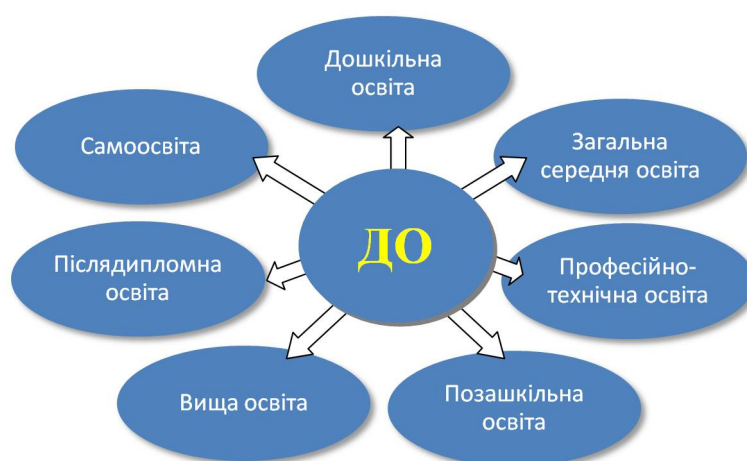 Дошкільна
освіта
Загальна
середня освіта
Професійно-
технічна освіта
Позашкільна
освіта
Вища освіта
Післядипломна
освіта
Самоосвіта
ДО